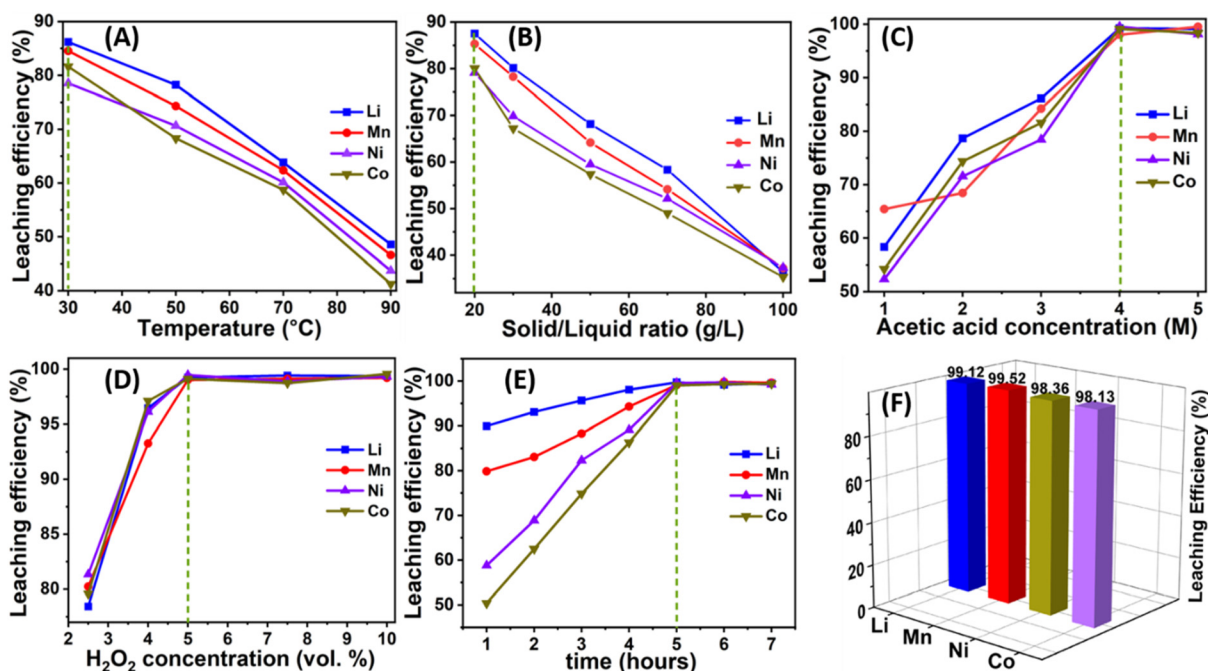 (A)
Leaching efficiency (%)
90
80
70
60
50
40
Li
Mn
Ni
Co
30 40 50 60 70 80 90
Temperature (°C)
(B)
Leaching efficiency (%)
90
80
70
60
50
40
Li
Mn
Ni
Co
20 40 60 80 100
Solid/Liquid ratio (g/L)
(C)
Leaching efficiency (%)
100
90
80
70
60
50
Li
Mn
Ni
Co
1 2 3 4 5
Acetic acid concentration (M)
(D)
Leaching efficiency (%)
100
95
90
85
80
Li
Mn
Ni
Co
2 3 4 5 6 7 8 9 10
H₂O₂ concentration (vol. %)
(E)
Leaching efficiency (%)
100
90
80
70
60
50
Li
Mn
Ni
Co
1 2 3 4 5 6 7
time (hours)
(F)
99.12
99.52
98.36
98.13
80
60
40
20
0
Li
Mn
Ni
Co
Leaching Efficiency (%)